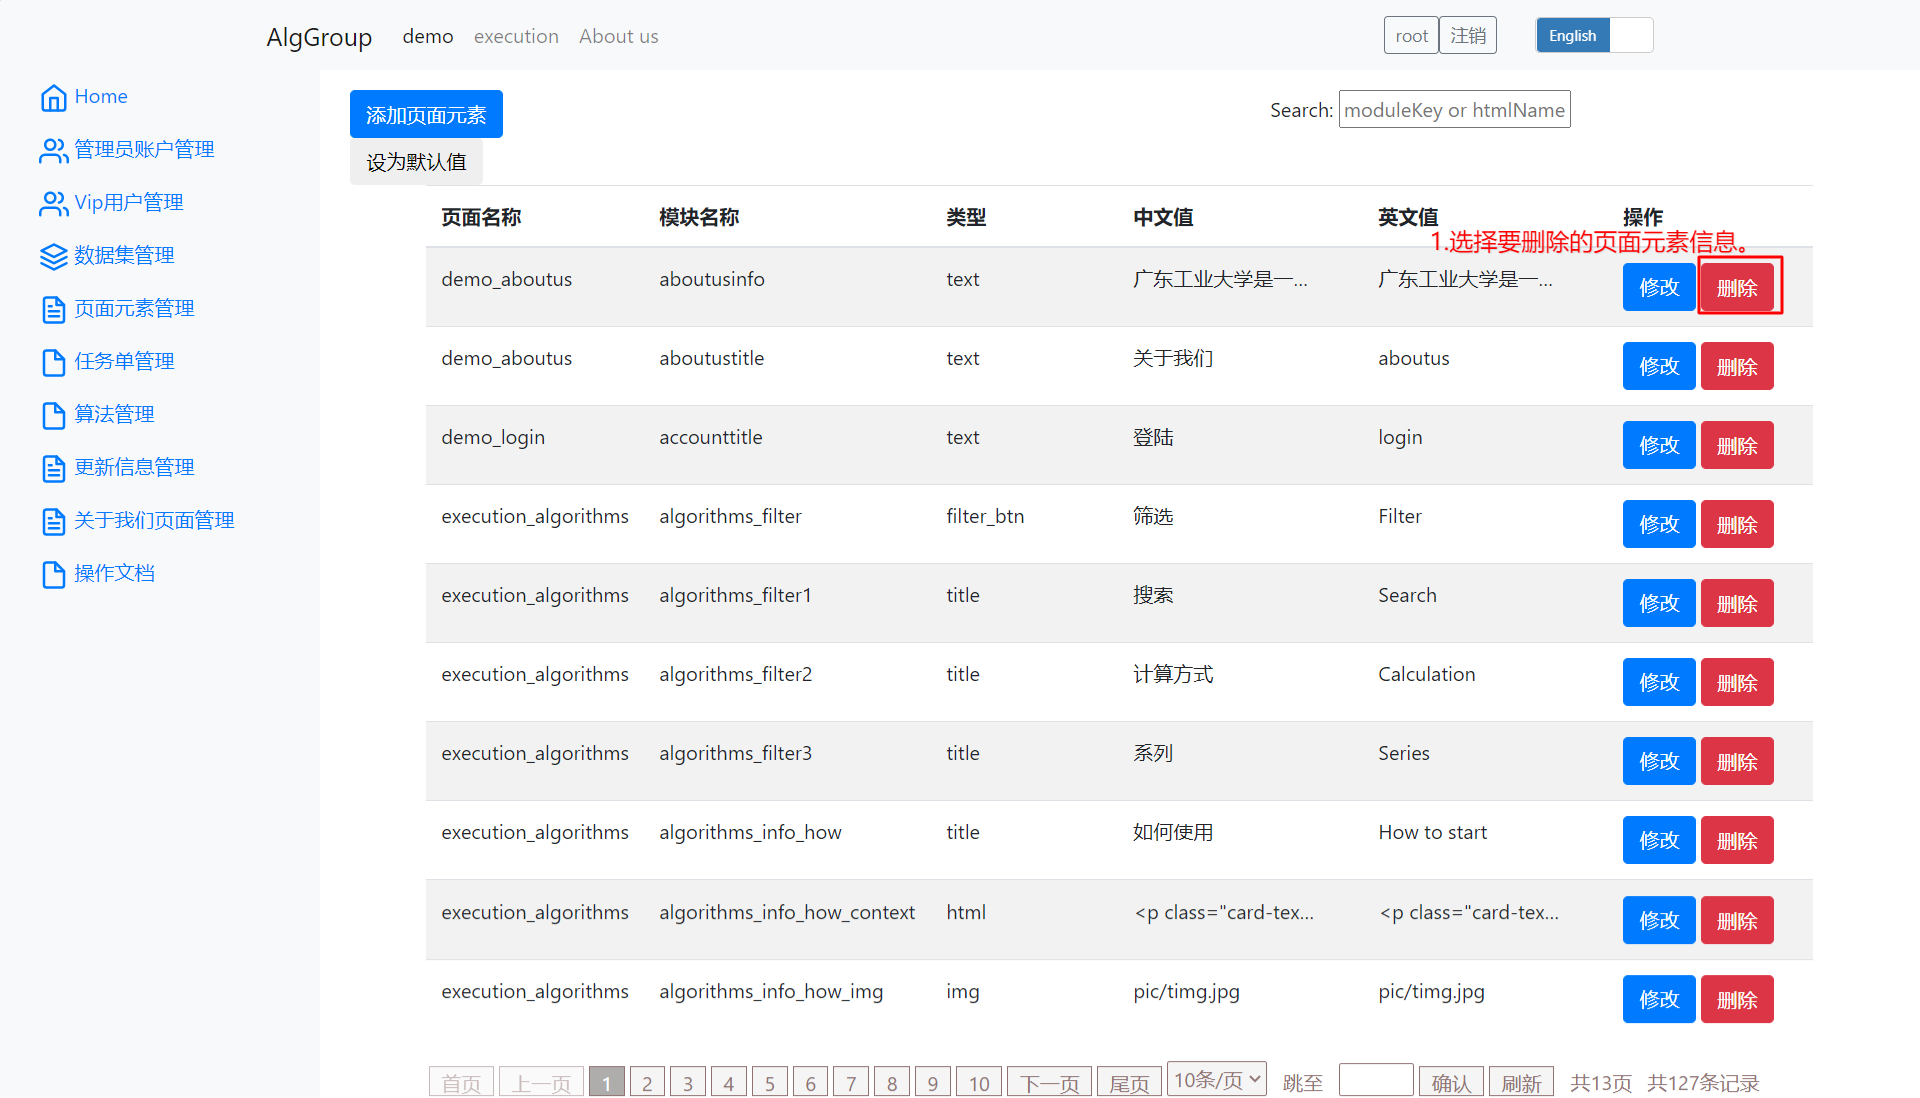 AlgGroup demo execution About us root 注销 English
Home
管理员账户管理
Vip用户管理
数据集管理
页面元素管理
任务单管理
算法管理
更新信息管理
关于我们页面管理
操作文档
添加页面元素
Search: moduleKey or htmlName
设为默认值
页面名称 模块名称 类型 中文值 英文值 操作
1.选择要删除的页面元素信息。
demo_aboutus aboutusinfo text 广东工业大学是一... 广东工业大学是一... 修改 删除
demo_aboutus aboutustitle text 关于我们 aboutus 修改 删除
demo_login accounttitle text 登陆 login 修改 删除
execution_algorithms algorithms_filter filter_btn 筛选 Filter 修改 删除
execution_algorithms algorithms_filter1 title 搜索 Search 修改 删除
execution_algorithms algorithms_filter2 title 计算方式 Calculation 修改 删除
execution_algorithms algorithms_filter3 title 系列 Series 修改 删除
execution_algorithms algorithms_info_how title 如何使用 How to start 修改 删除
execution_algorithms algorithms_info_how_context html <p class="card-tex... <p class="card-tex... 修改 删除
execution_algorithms algorithms_info_how_img img pic/timg.jpg pic/timg.jpg 修改 删除
首页 上一页 1 2 3 4 5 6 7 8 9 10 下一页 尾页 10条/页 跳至 确认 刷新 共13页 共127条记录